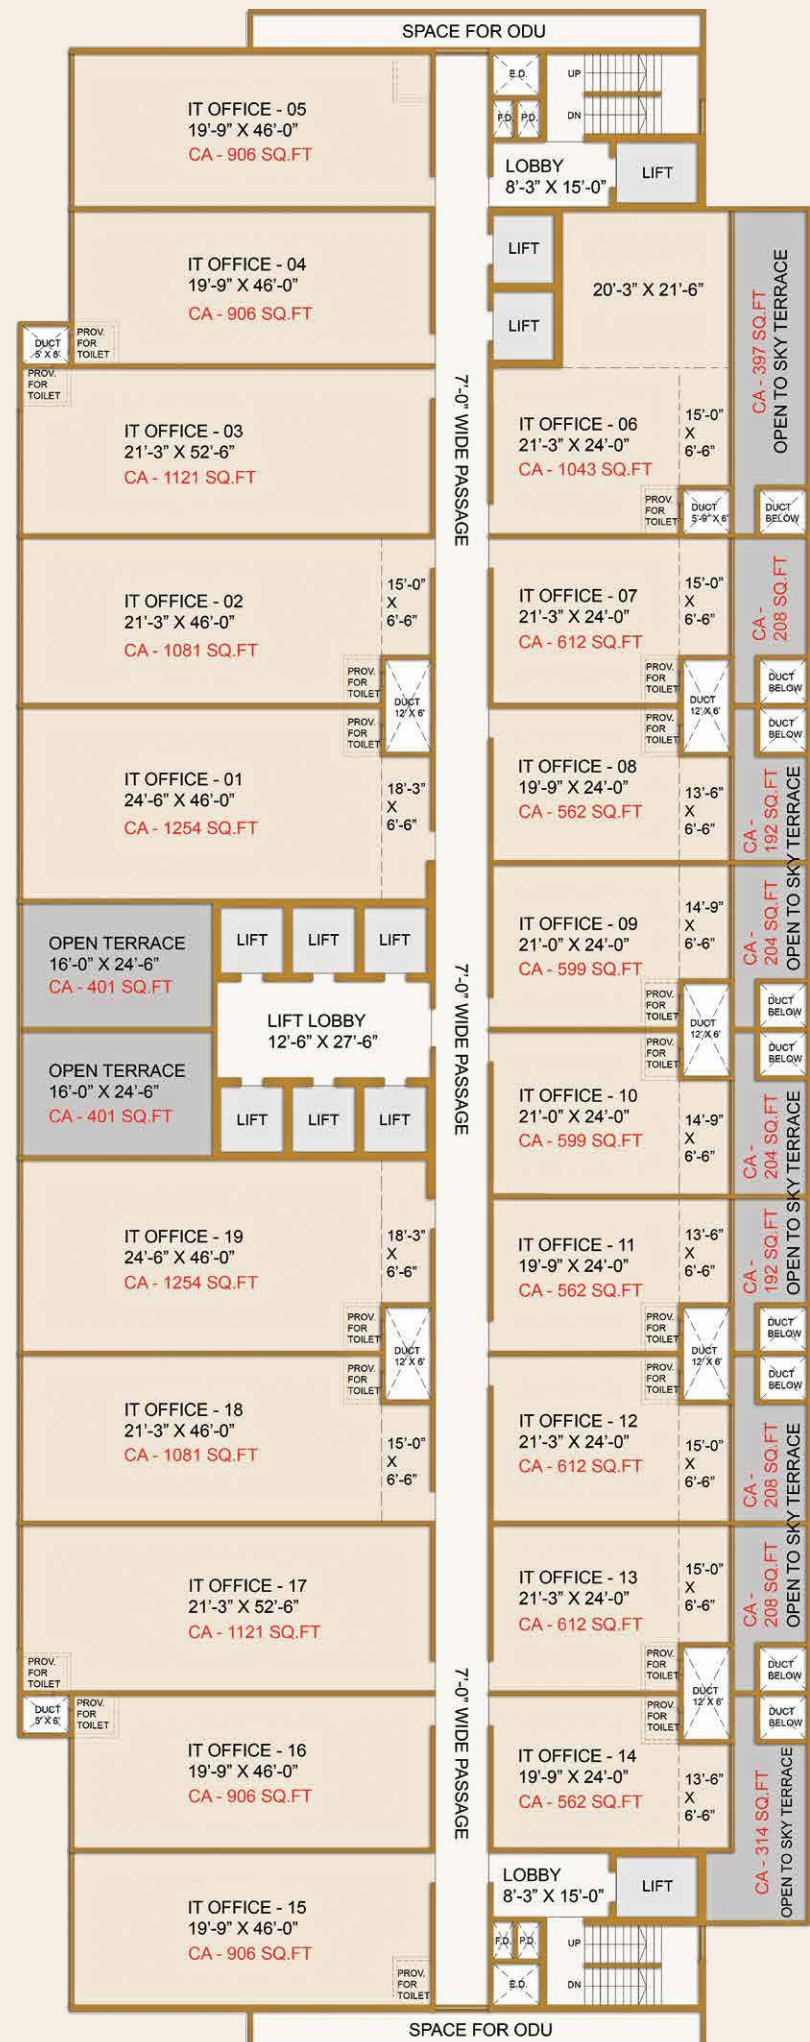 SPACE FOR ODU
IT OFFICE - 05
19'-9" X 46'-0"
CA - 906 SQ.FT
E.D.
UP
F.D.
P.D.
DN
LOBBY
8'-3" X 15'-0"
LIFT
IT OFFICE - 04
19'-9" X 46'-0"
CA - 906 SQ.FT
LIFT
LIFT
20'-3" X 21'-6"
CA - 397 SQ.FT
OPEN TO SKY TERRACE
DUCT
5' X 6'
PROV.
FOR
TOILET
PROV.
FOR
TOILET
IT OFFICE - 03
21'-3" X 52'-6"
CA - 1121 SQ.FT
7'-0" WIDE PASSAGE
IT OFFICE - 06
21'-3" X 24'-0"
CA - 1043 SQ.FT
15'-0"
X
6'-6"
PROV.
FOR
TOILET
DUCT
5'-9" X 6'
DUCT
BELOW
IT OFFICE - 02
21'-3" X 46'-0"
CA - 1081 SQ.FT
15'-0"
X
6'-6"
PROV.
FOR
TOILET
DUCT
12' X 6'
IT OFFICE - 07
21'-3" X 24'-0"
CA - 612 SQ.FT
15'-0"
X
6'-6"
CA -
208 SQ.FT
PROV.
FOR
TOILET
DUCT
12' X 6'
DUCT
BELOW
PROV.
FOR
TOILET
IT OFFICE - 01
24'-6" X 46'-0"
CA - 1254 SQ.FT
18'-3"
X
6'-6"
PROV.
FOR
TOILET
DUCT
BELOW
IT OFFICE - 08
19'-9" X 24'-0"
CA - 562 SQ.FT
13'-6"
X
6'-6"
CA -
192 SQ.FT
OPEN TO SKY TERRACE
OPEN TERRACE
16'-0" X 24'-6"
CA - 401 SQ.FT
LIFT
LIFT
LIFT
7'-0" WIDE PASSAGE
IT OFFICE - 09
21'-0" X 24'-0"
CA - 599 SQ.FT
14'-9"
X
6'-6"
CA -
204 SQ.FT
PROV.
FOR
TOILET
DUCT
12' X 6'
DUCT
BELOW
LIFT LOBBY
12'-6" X 27'-6"
OPEN TERRACE
16'-0" X 24'-6"
CA - 401 SQ.FT
LIFT
LIFT
LIFT
PROV.
FOR
TOILET
DUCT
BELOW
IT OFFICE - 10
21'-0" X 24'-0"
CA - 599 SQ.FT
14'-9"
X
6'-6"
CA -
204 SQ.FT
OPEN TO SKY TERRACE
IT OFFICE - 19
24'-6" X 46'-0"
CA - 1254 SQ.FT
18'-3"
X
6'-6"
PROV.
FOR
TOILET
DUCT
12' X 6'
IT OFFICE - 11
19'-9" X 24'-0"
CA - 562 SQ.FT
13'-6"
X
6'-6"
CA -
192 SQ.FT
PROV.
FOR
TOILET
DUCT
12' X 6'
DUCT
BELOW
PROV.
FOR
TOILET
IT OFFICE - 18
21'-3" X 46'-0"
CA - 1081 SQ.FT
15'-0"
X
6'-6"
PROV.
FOR
TOILET
DUCT
BELOW
IT OFFICE - 12
21'-3" X 24'-0"
CA - 612 SQ.FT
15'-0"
X
6'-6"
CA -
208 SQ.FT
OPEN TO SKY TERRACE
IT OFFICE - 17
21'-3" X 52'-6"
CA - 1121 SQ.FT
IT OFFICE - 13
21'-3" X 24'-0"
CA - 612 SQ.FT
15'-0"
X
6'-6"
CA -
208 SQ.FT
PROV.
FOR
TOILET
DUCT
12' X 6'
DUCT
BELOW
PROV.
FOR
TOILET
DUCT
5' X 6'
PROV.
FOR
TOILET
IT OFFICE - 16
19'-9" X 46'-0"
CA - 906 SQ.FT
7'-0" WIDE PASSAGE
PROV.
FOR
TOILET
DUCT
BELOW
IT OFFICE - 14
19'-9" X 24'-0"
CA - 562 SQ.FT
13'-6"
X
6'-6"
CA - 314 SQ.FT
OPEN TO SKY TERRACE
LOBBY
8'-3" X 15'-0"
LIFT
IT OFFICE - 15
19'-9" X 46'-0"
CA - 906 SQ.FT
PROV.
FOR
TOILET
F.D.
P.D.
UP
E.D.
DN
SPACE FOR ODU